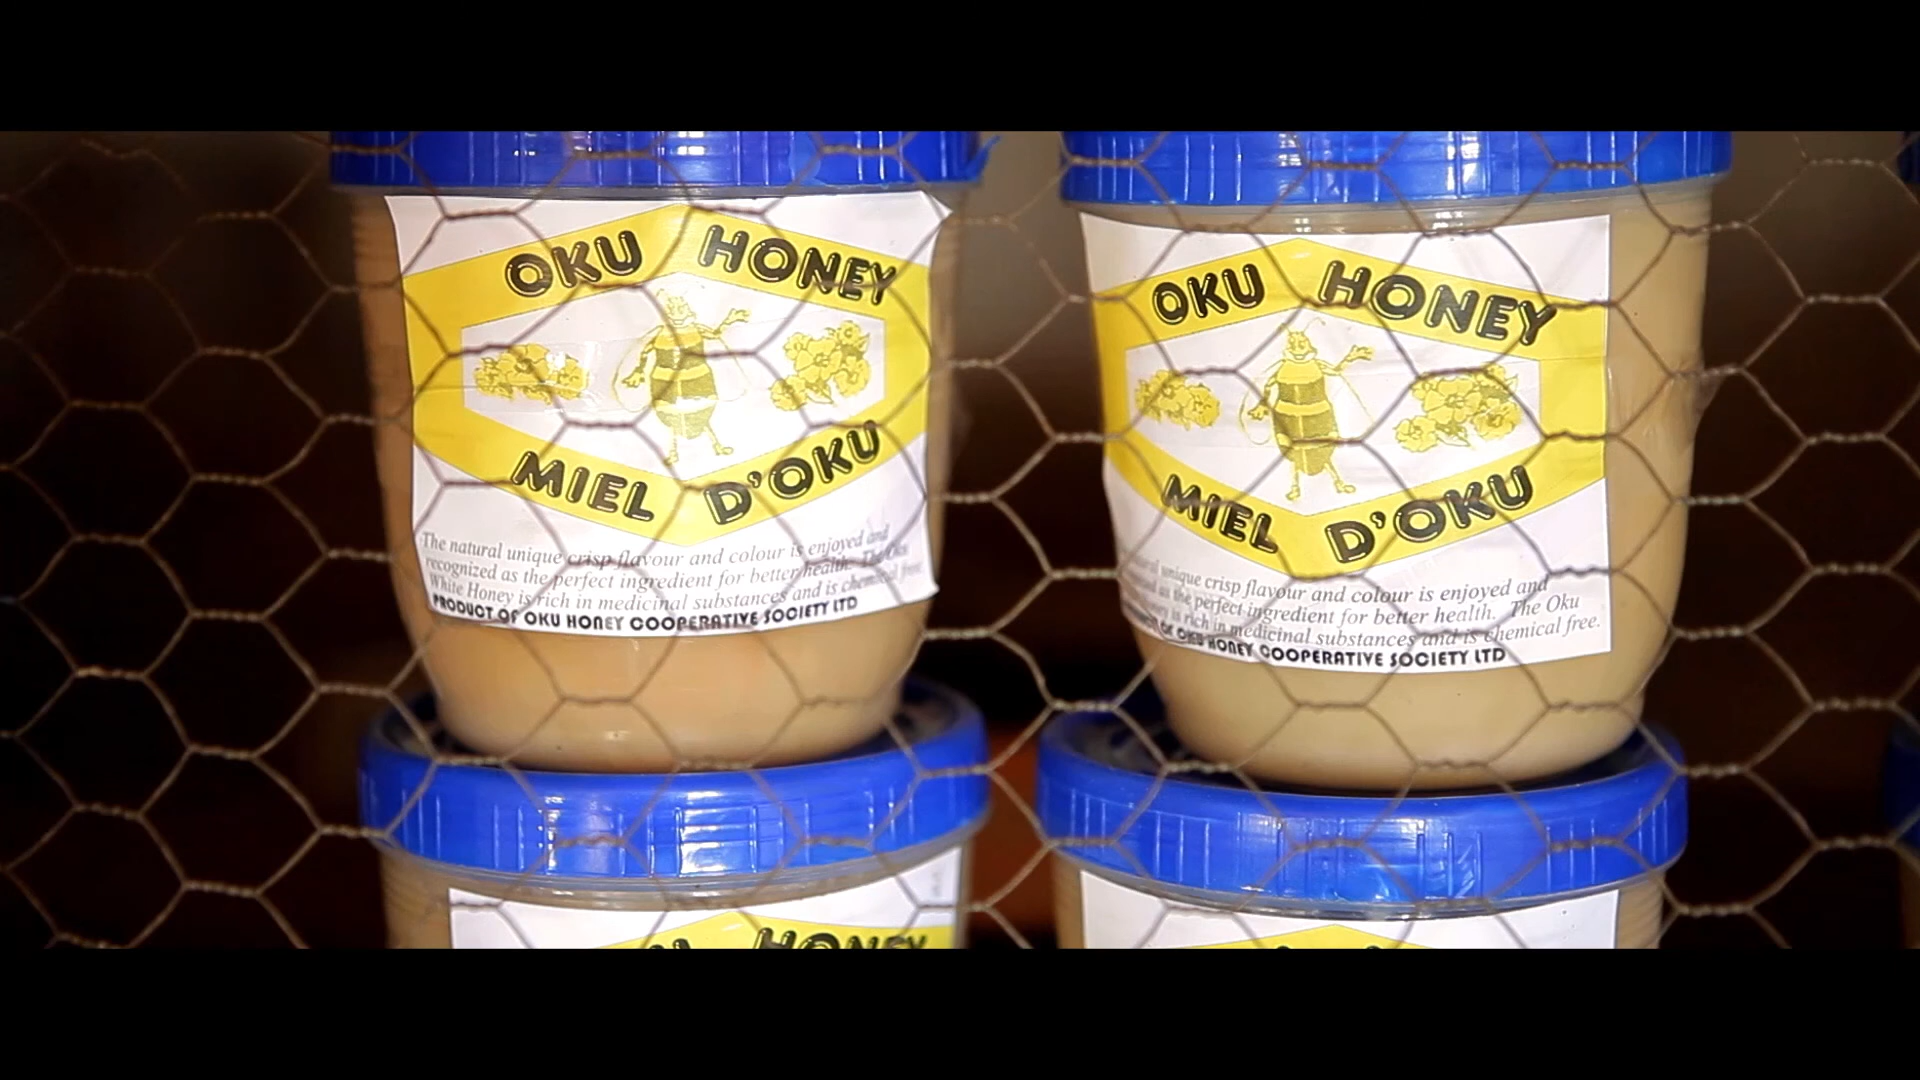 OKU HONEY
MIEL D'OKU
The natural unique crisp flavour and colour is enjoyed and
recognized as the perfect ingredient for better health. The Oku
White Honey is rich in medicinal substances and is chemical free.
PRODUCT OF OKU HONEY COOPERATIVE SOCIETY LTD
OKU HONEY
MIEL D'OKU
unique crisp flavour and colour is enjoyed and
as the perfect ingredient for better health. The Oku
is rich in medicinal substances and is chemical free.
OF OKU HONEY COOPERATIVE SOCIETY LTD
HONEY